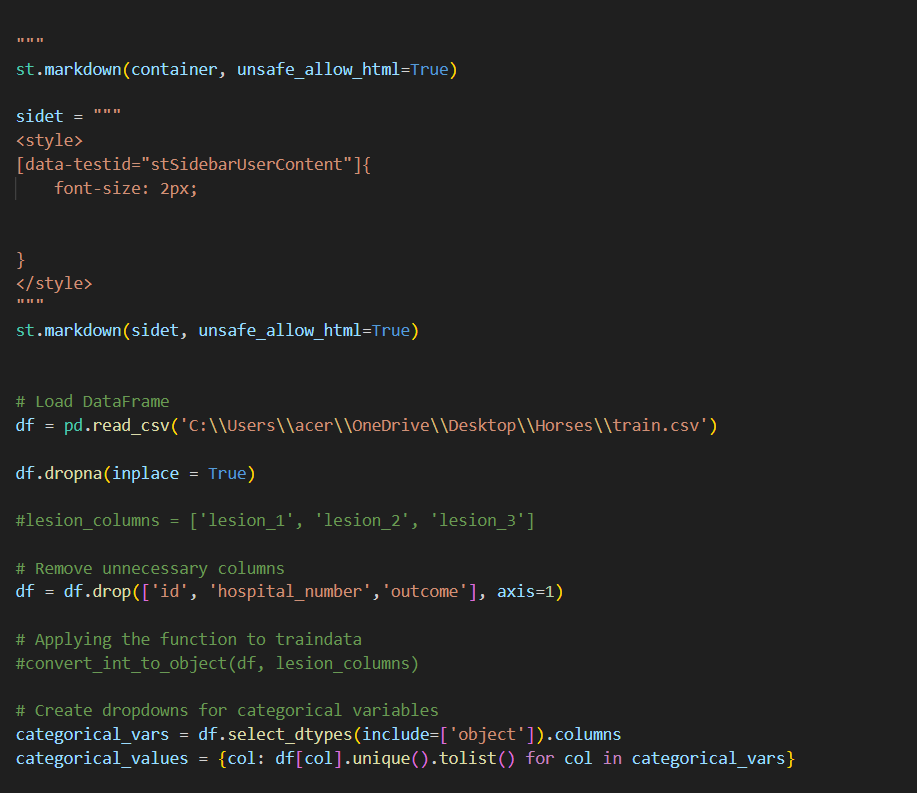 """
st.markdown(container, unsafe_allow_html=True)
sidet = """
<style>
[data-testid="stSidebarUserContent"]{
    font-size: 2px;
}
</style>
"""
st.markdown(sidet, unsafe_allow_html=True)
# Load DataFrame
df = pd.read_csv('C:\\Users\\acer\\OneDrive\\Desktop\\Horses\\train.csv')
df.dropna(inplace = True)
#lesion_columns = ['lesion_1', 'lesion_2', 'lesion_3']
# Remove unnecessary columns
df = df.drop(['id', 'hospital_number','outcome'], axis=1)
# Applying the function to traindata
#convert_int_to_object(df, lesion_columns)
# Create dropdowns for categorical variables
categorical_vars = df.select_dtypes(include=['object']).columns
categorical_values = {col: df[col].unique().tolist() for col in categorical_vars}